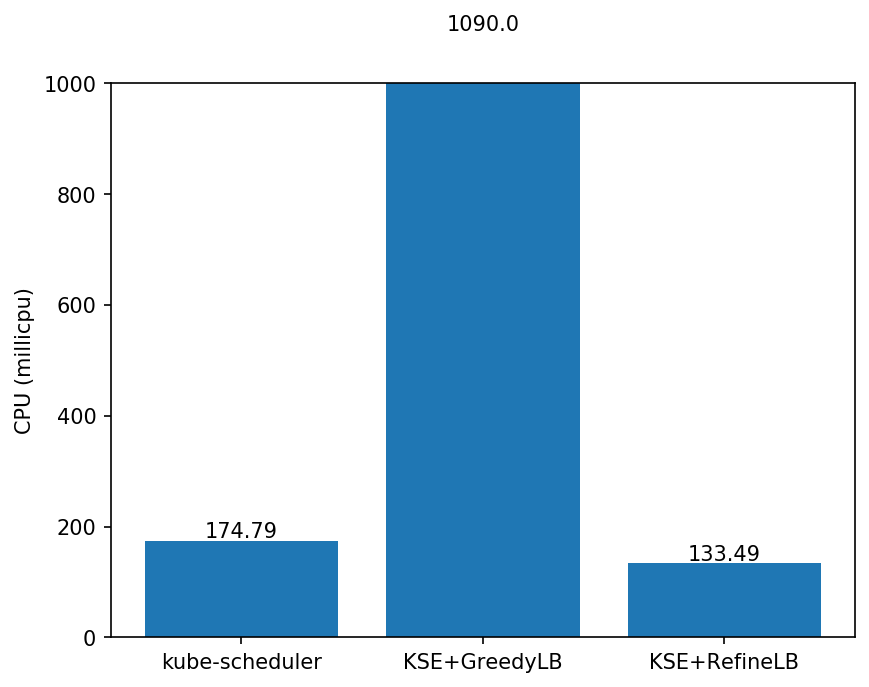 1090.0
1000
800
600
400
200
0
CPU (millicpu)
174.79
133.49
kube-scheduler
KSE+GreedyLB
KSE+RefineLB